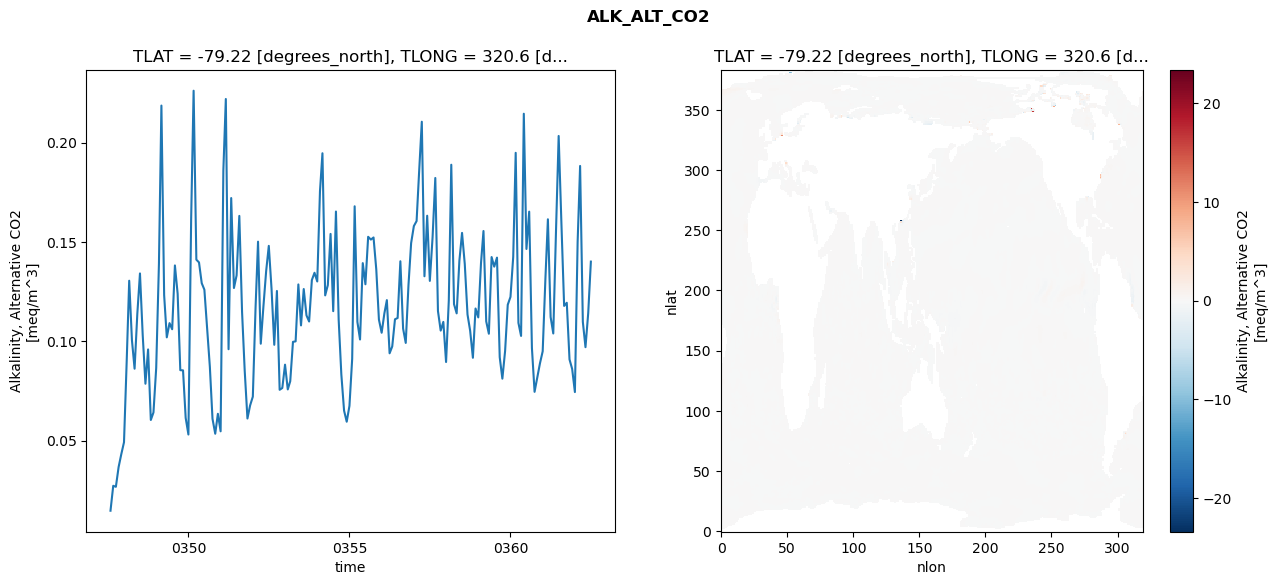 ALK_ALT_CO2
TLAT = -79.22 [degrees_north], TLONG = 320.6 [d...
0.20
0.15
0.10
0.05
Alkalinity, Alternative CO2
[meq/m^3]
0350
0355
0360
time
TLAT = -79.22 [degrees_north], TLONG = 320.6 [d...
350
300
250
200
150
100
50
0
nlat
0
50
100
150
200
250
300
nlon
20
10
0
−10
−20
Alkalinity, Alternative CO2
[meq/m^3]